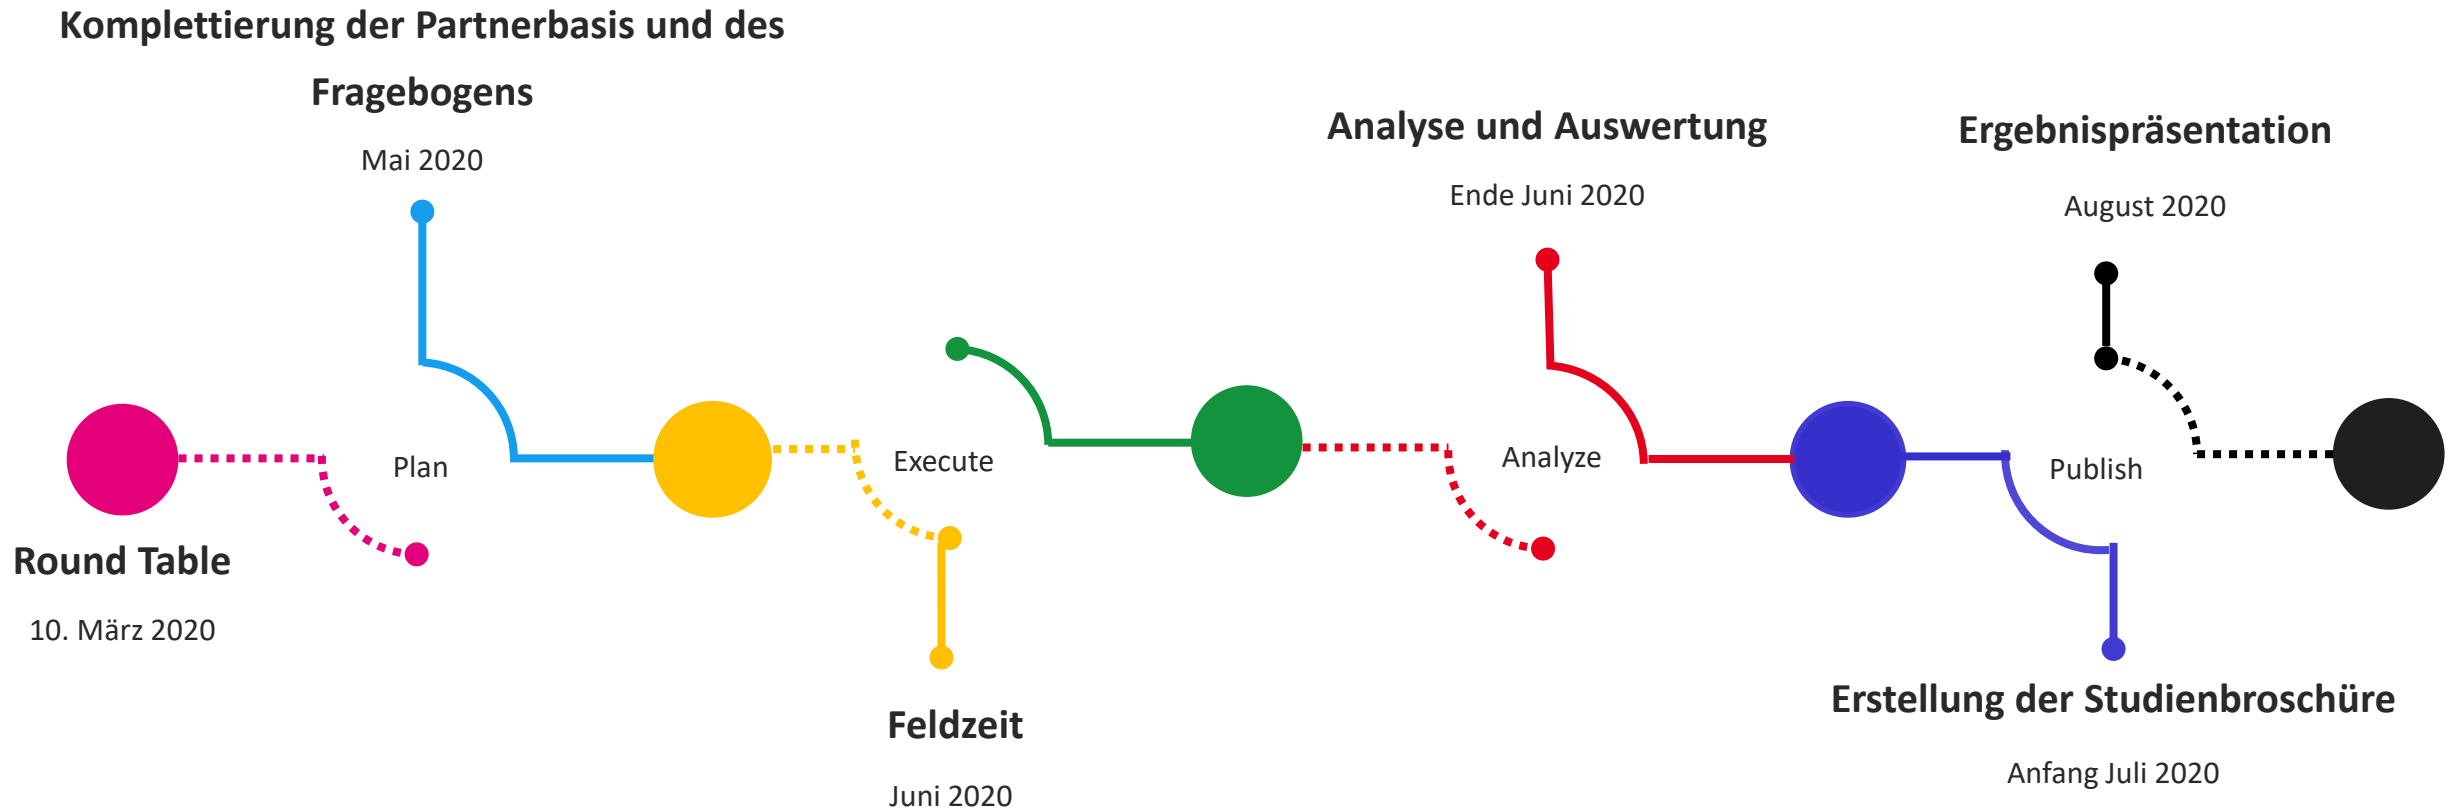 Komplettierung der Partnerbasis und des
Fragebogens
Mai 2020
Analyse und Auswertung
Ende Juni 2020
Ergebnispräsentation
August 2020
Plan
Execute
Analyze
Publish
Round Table
10. März 2020
Feldzeit
Juni 2020
Erstellung der Studienbroschüre
Anfang Juli 2020